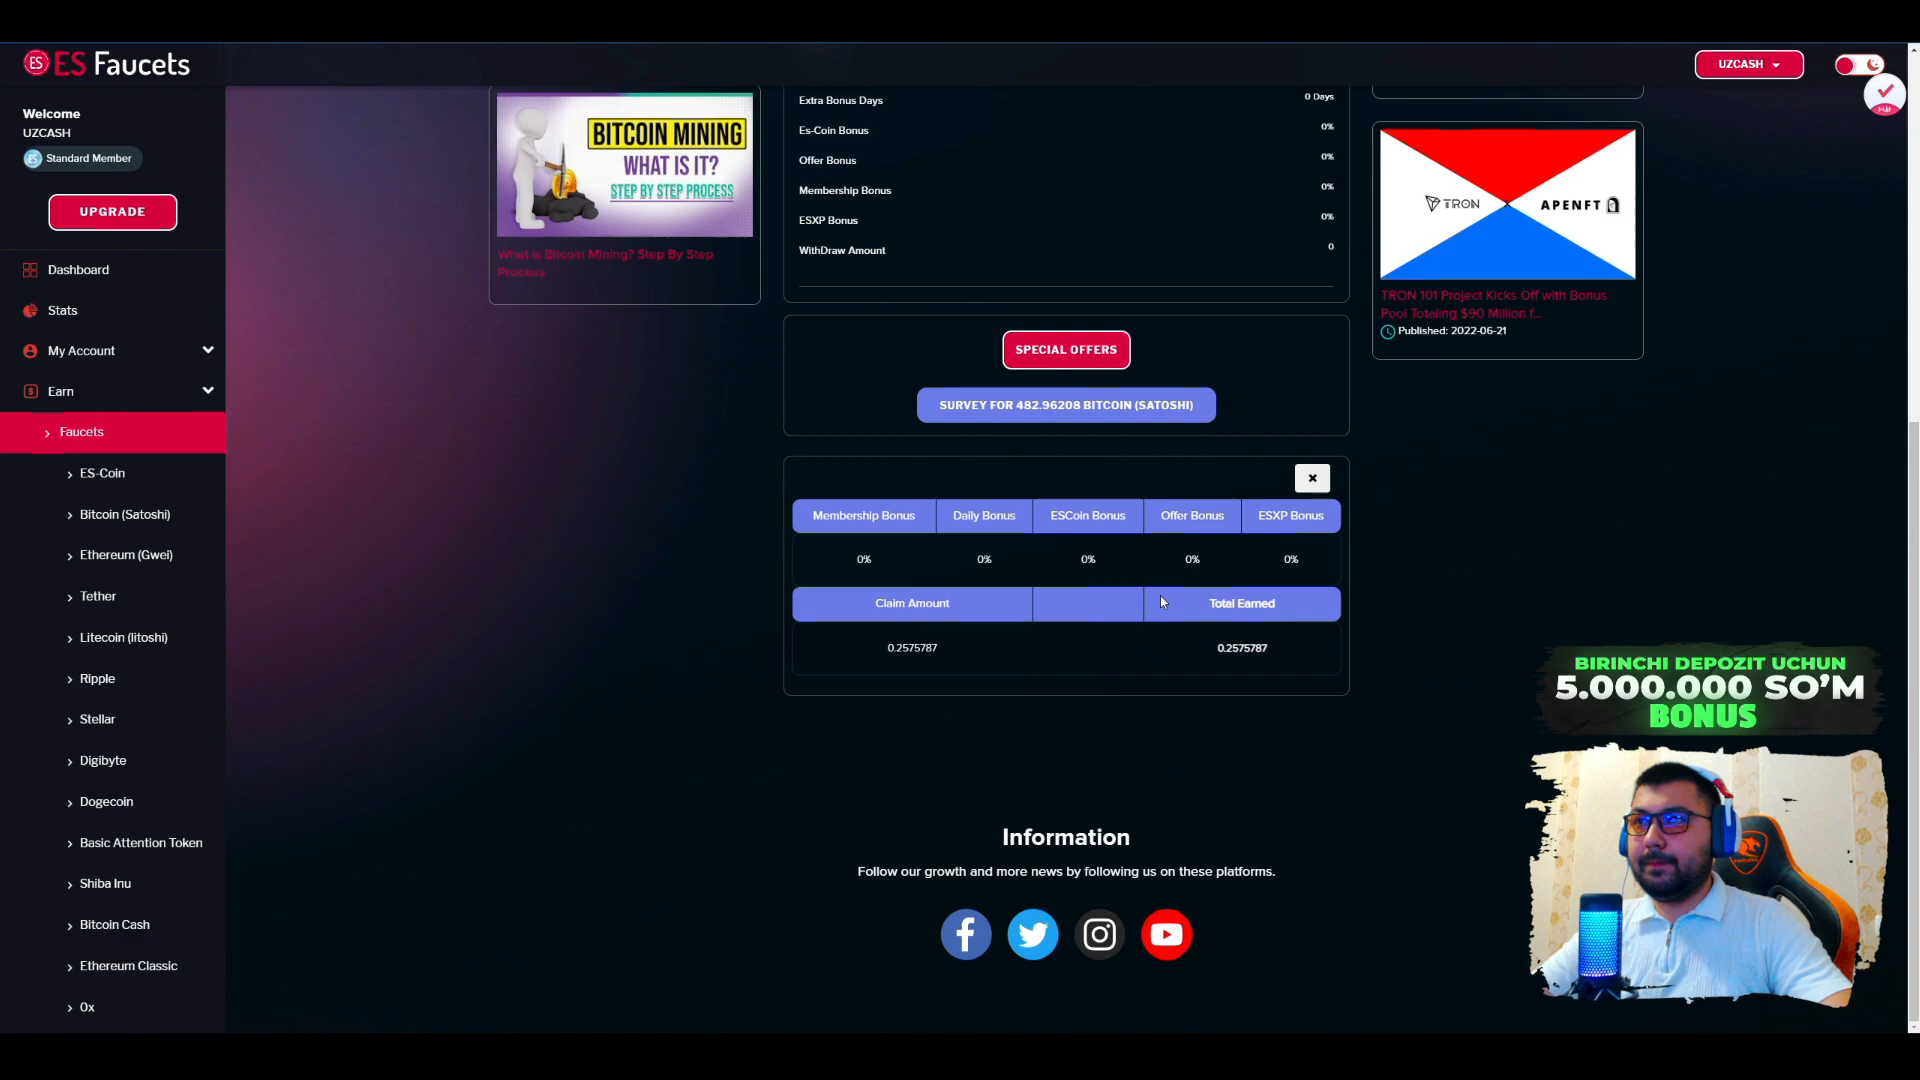 ES ES Faucets
UZCASH
Welcome
UZCASH
ES Standard Member
UPGRADE
Dashboard
Stats
My Account
Earn
Faucets
ES-Coin
Bitcoin (Satoshi)
Ethereum (Gwei)
Tether
Litecoin (litoshi)
Ripple
Stellar
Digibyte
Dogecoin
Basic Attention Token
Shiba Inu
Bitcoin Cash
Ethereum Classic
0x
BITCOIN MINING
WHAT IS IT?
STEP BY STEP PROCESS
What Is Bitcoin Mining? Step By Step
Process
Extra Bonus Days 0 Days
Es-Coin Bonus 0%
Offer Bonus 0%
Membership Bonus 0%
ESXP Bonus 0%
WithDraw Amount 0
SPECIAL OFFERS
SURVEY FOR 482.96208 BITCOIN (SATOSHI)
Membership Bonus Daily Bonus ESCoin Bonus Offer Bonus ESXP Bonus
0% 0% 0% 0% 0%
Claim Amount Total Earned
0.2575787 0.2575787
Information
Follow our growth and more news by following us on these platforms.
TRON APENFT
TRON 101 Project Kicks Off with Bonus
Pool Totaling $90 Million f...
Published: 2022-06-21
BIRINCHI DEPOZIT UCHUN
5.000.000 SO'M
BONUS